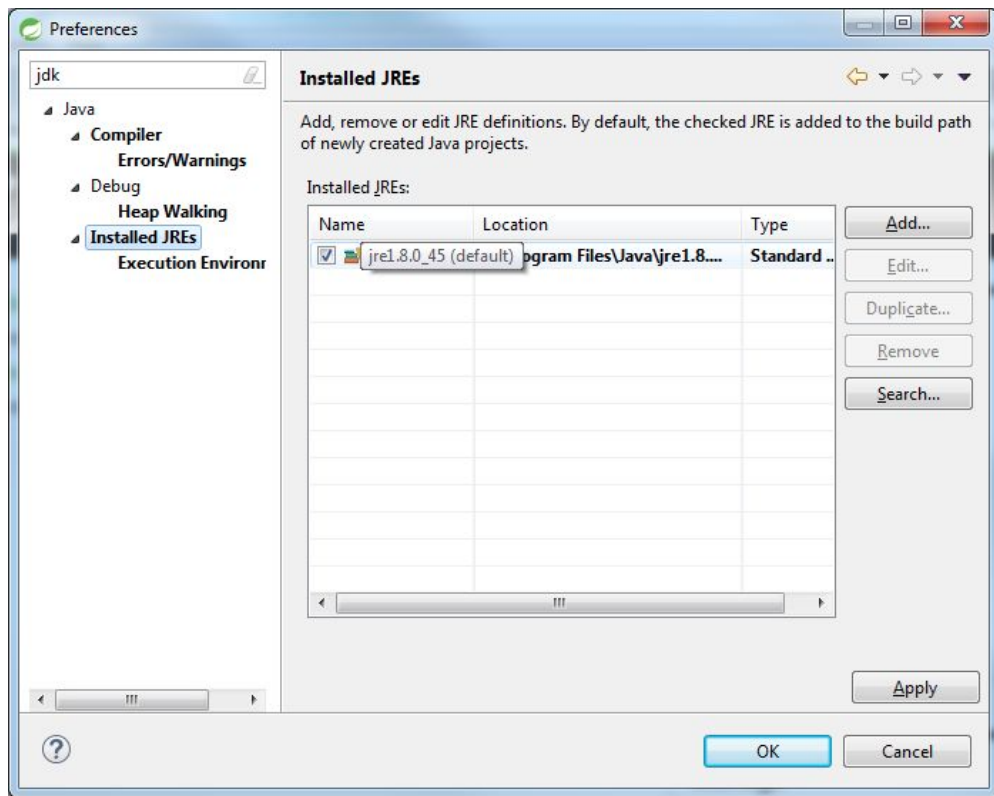 Preferences
jdk
Java
Compiler
Errors/Warnings
Debug
Heap Walking
Installed JREs
Execution Environr
Installed JREs
Add, remove or edit JRE definitions. By default, the checked JRE is added to the build path
of newly created Java projects.
Installed JREs:
Name Location Type
jre1.8.0_45 (default) ogram Files\Java\jre1.8.... Standard ..
Add...
Edit...
Duplicate...
Remove
Search...
Apply
? OK Cancel